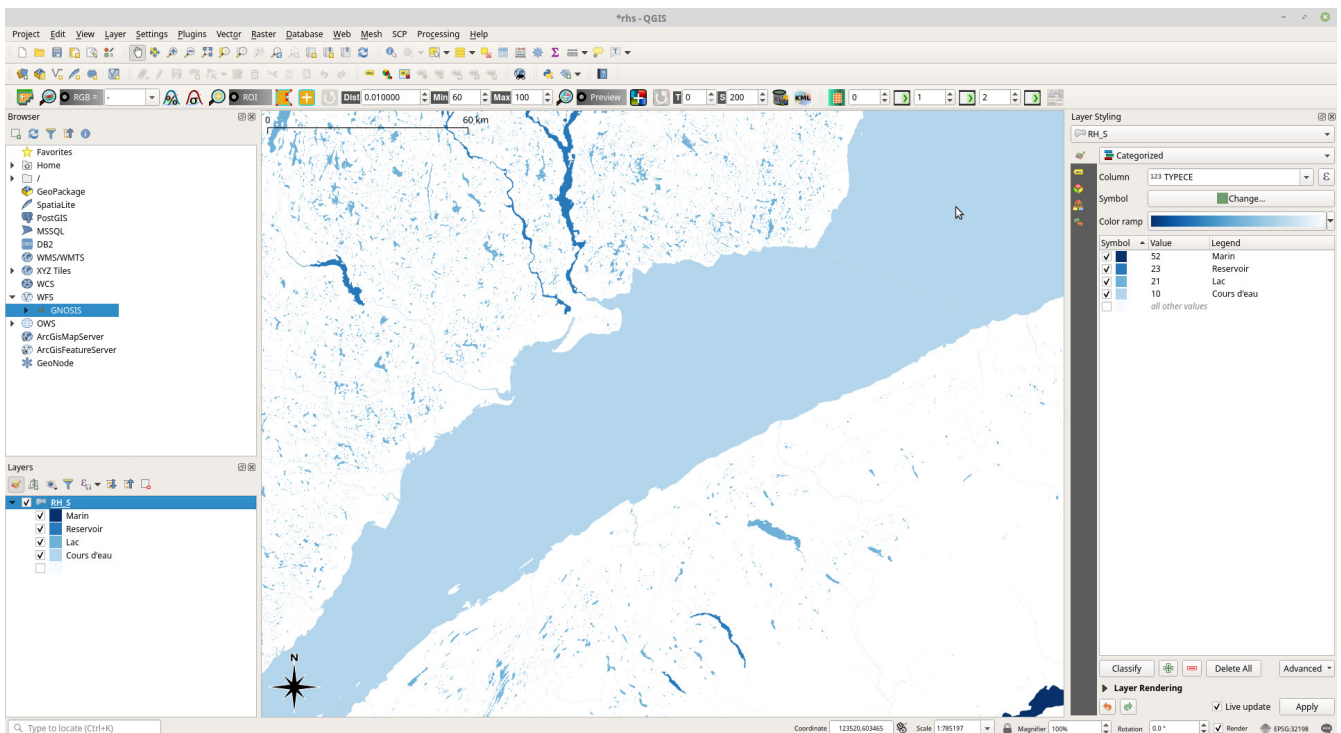 *rhs - QGIS
Project Edit View Layer Settings Plugins Vector Raster Database Web Mesh SCP Processing Help
RGB = - ROI Dist 0.010000 Min 60 Max 100 Preview T 0 S 200 KML 0 1 2
Browser
Favorites
Home
/
GeoPackage
SpatiaLite
PostGIS
MSSQL
DB2
WMS/WMTS
XYZ Tiles
WCS
WFS
GNOSIS
OWS
ArcGisMapServer
ArcGisFeatureServer
GeoNode
Layers
RH_S
Marin
Reservoir
Lac
Cours d'eau
0 60 km
N
Layer Styling
RH_S
Categorized
Column 123 TYPECE ε
Symbol Change...
Color ramp
Symbol Value Legend
52 Marin
23 Reservoir
21 Lac
10 Cours d'eau
all other values
Classify Delete All Advanced
Layer Rendering
Live update Apply
Type to locate (Ctrl+K) Coordinate 123520,603465 Scale 1:785197 Magnifier 100% Rotation 0.0° Render EPSG:32198